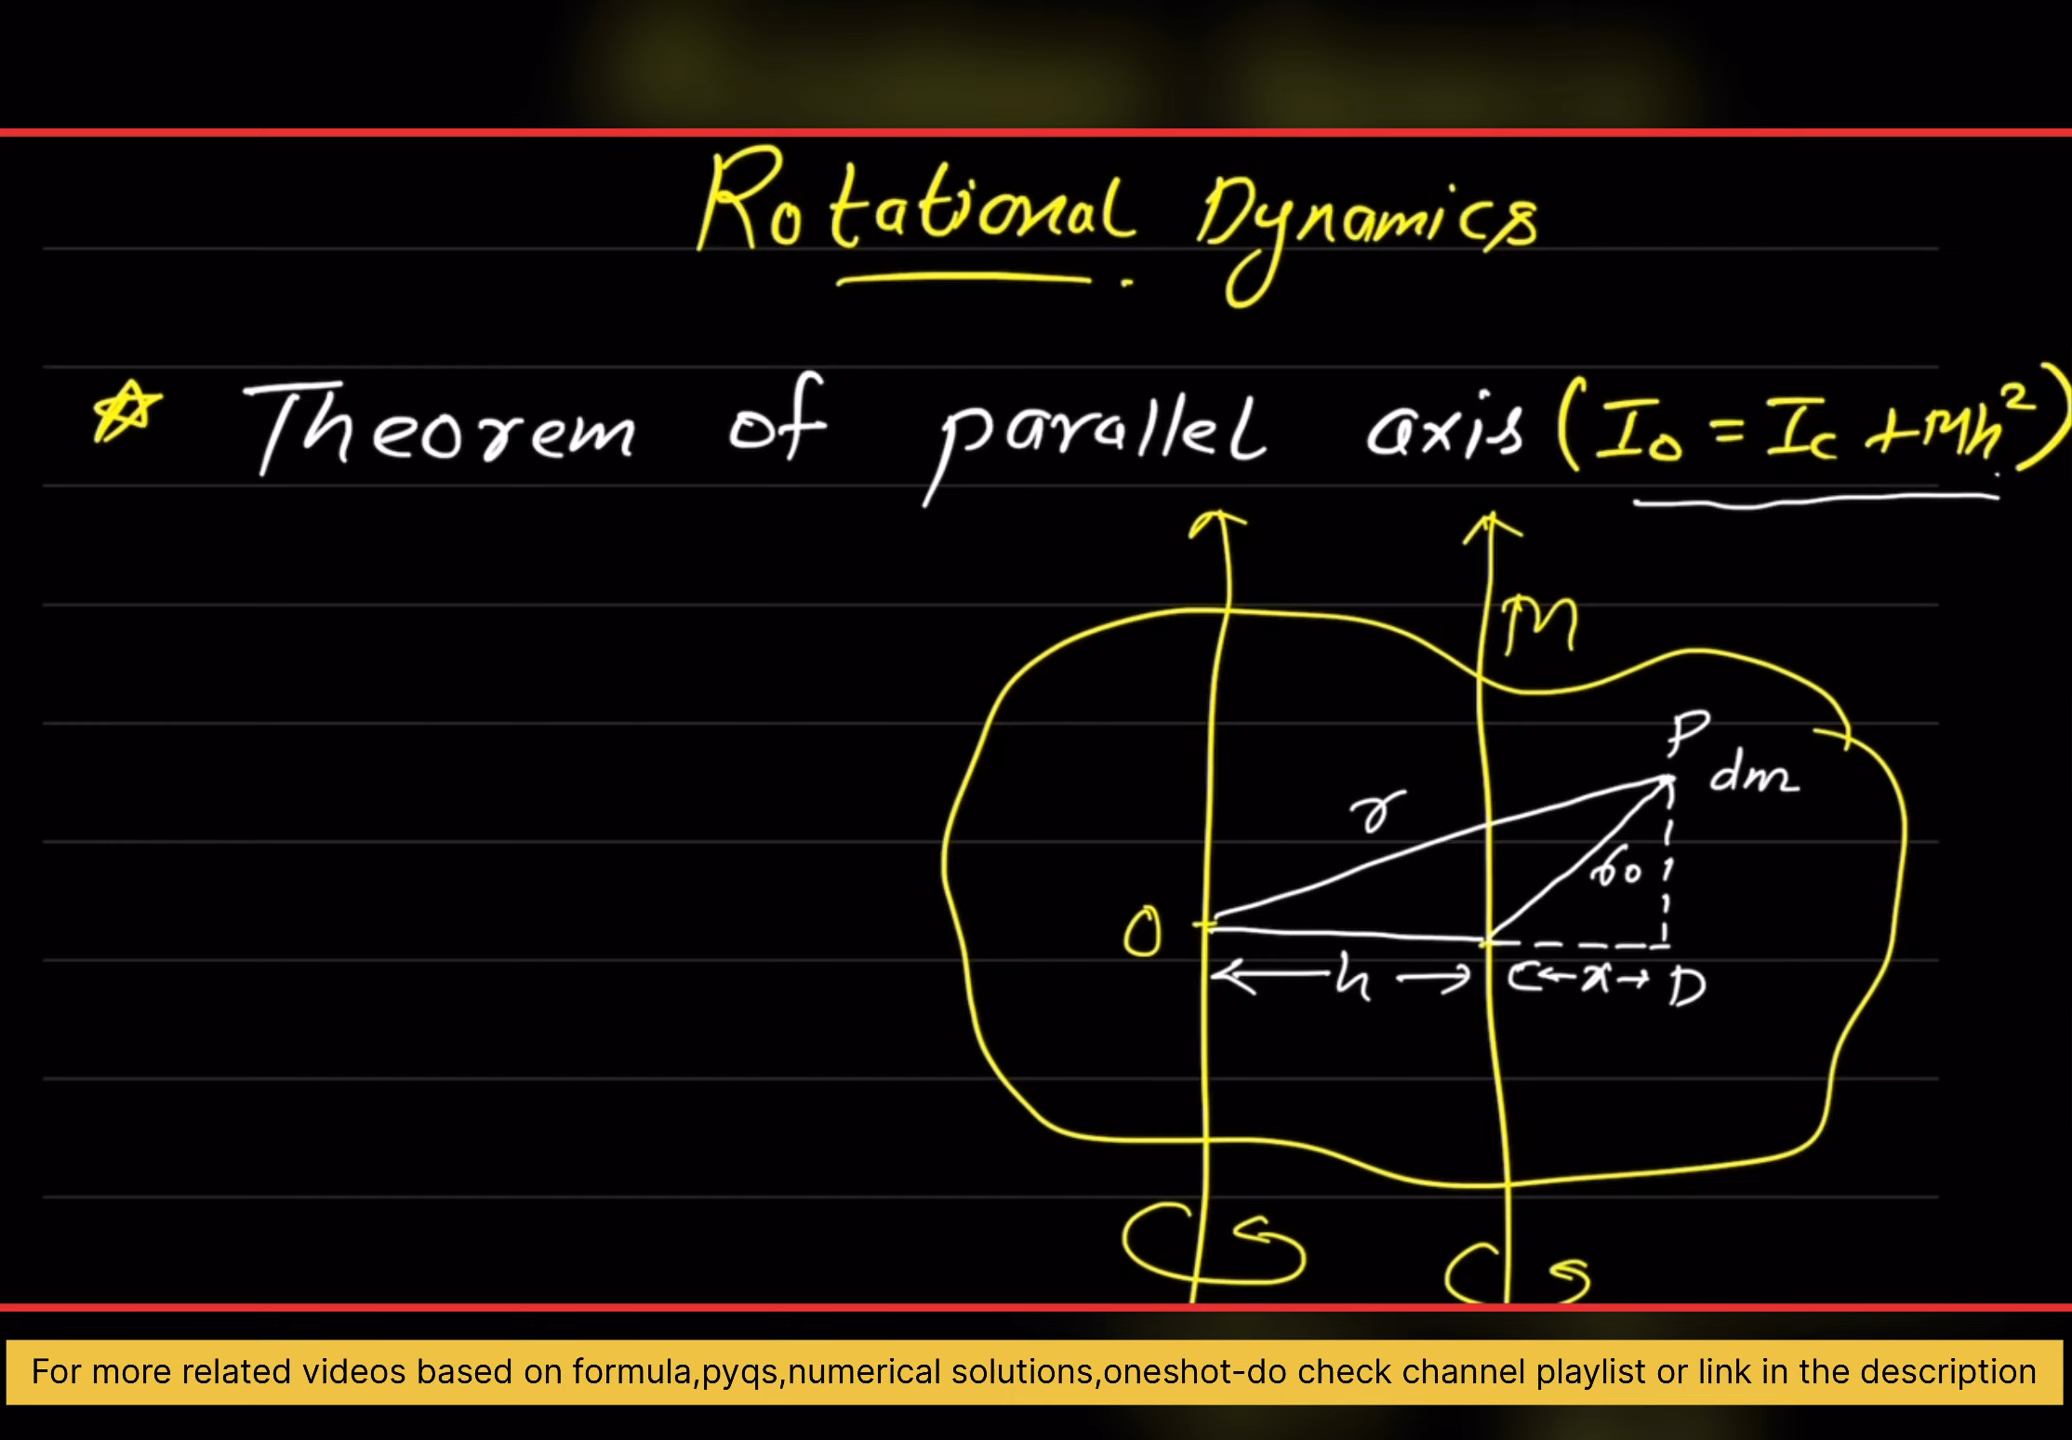 Rotational Dynamics
☆ Theorem of parallel axis (I₀ = Ic + Mh²)
M
P
dm
r
r₀
O
h C x D
For more related videos based on formula,pyqs,numerical solutions,oneshot-do check channel playlist or link in the description